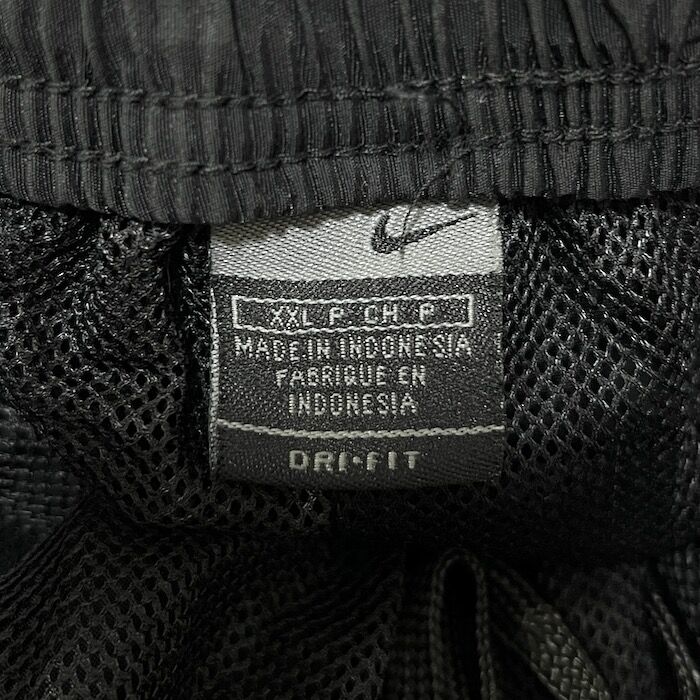 XXL P CH P
MADE IN INDONESIA
FABRIQUE EN
INDONESIA
DRI•FIT